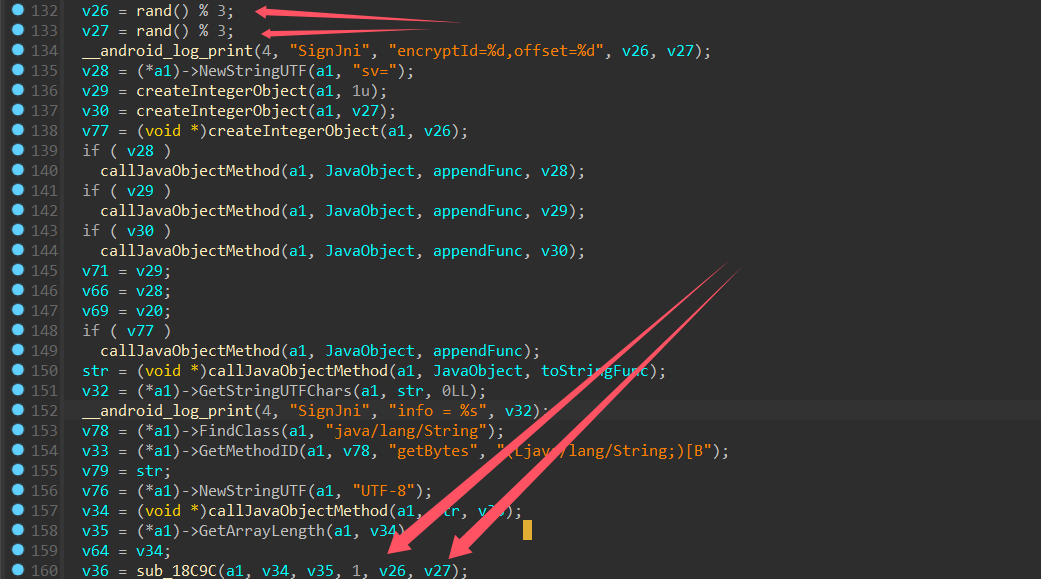 132 v26 = rand() % 3;
133 v27 = rand() % 3;
134 __android_log_print(4, "SignJni", "encryptId=%d,offset=%d", v26, v27);
135 v28 = (*a1)->NewStringUTF(a1, "sv=");
136 v29 = createIntegerObject(a1, 1u);
137 v30 = createIntegerObject(a1, v27);
138 v77 = (void *)createIntegerObject(a1, v26);
139 if ( v28 )
140 callJavaObjectMethod(a1, JavaObject, appendFunc, v28);
141 if ( v29 )
142 callJavaObjectMethod(a1, JavaObject, appendFunc, v29);
143 if ( v30 )
144 callJavaObjectMethod(a1, JavaObject, appendFunc, v30);
145 v71 = v29;
146 v66 = v28;
147 v69 = v20;
148 if ( v77 )
149 callJavaObjectMethod(a1, JavaObject, appendFunc);
150 str = (void *)callJavaObjectMethod(a1, JavaObject, toStringFunc);
151 v32 = (*a1)->GetStringUTFChars(a1, str, 0LL);
152 __android_log_print(4, "SignJni", "info = %s", v32);
153 v78 = (*a1)->FindClass(a1, "java/lang/String");
154 v33 = (*a1)->GetMethodID(a1, v78, "getBytes", "(Ljava/lang/String;)[B");
155 v79 = str;
156 v76 = (*a1)->NewStringUTF(a1, "UTF-8");
157 v34 = (void *)callJavaObjectMethod(a1, );
158 v35 = (*a1)->GetArrayLength(a1, v34)
159 v64 = v34;
160 v36 = sub_18C9C(a1, v34, v35, 1, v26, v27);